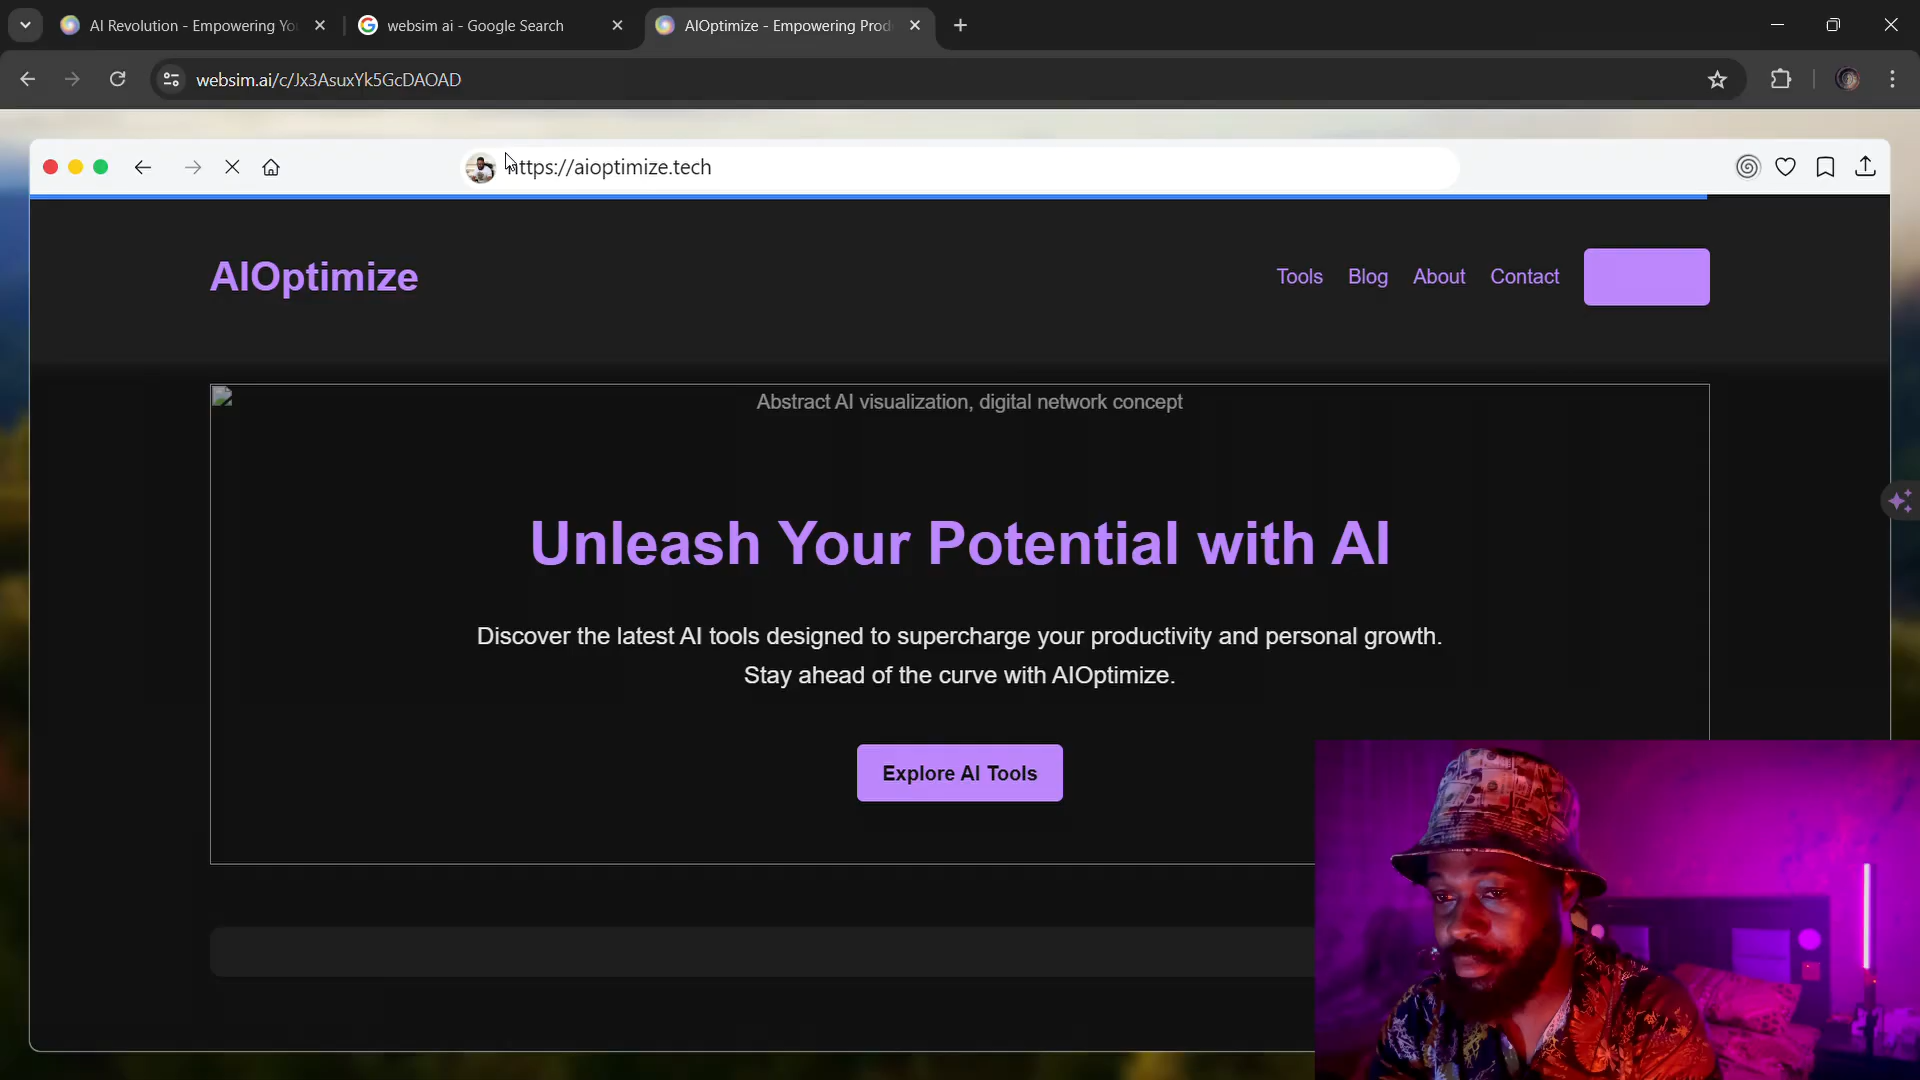 AI Revolution - Empowering Yo
websim ai - Google Search
AIOptimize - Empowering Prod
websim.ai/c/Jx3AsuxYk5GcDAOAD
https://aioptimize.tech
AIOptimize
Tools
Blog
About
Contact
Abstract AI visualization, digital network concept
Unleash Your Potential with AI
Discover the latest AI tools designed to supercharge your productivity and personal growth.
Stay ahead of the curve with AIOptimize.
Explore AI Tools